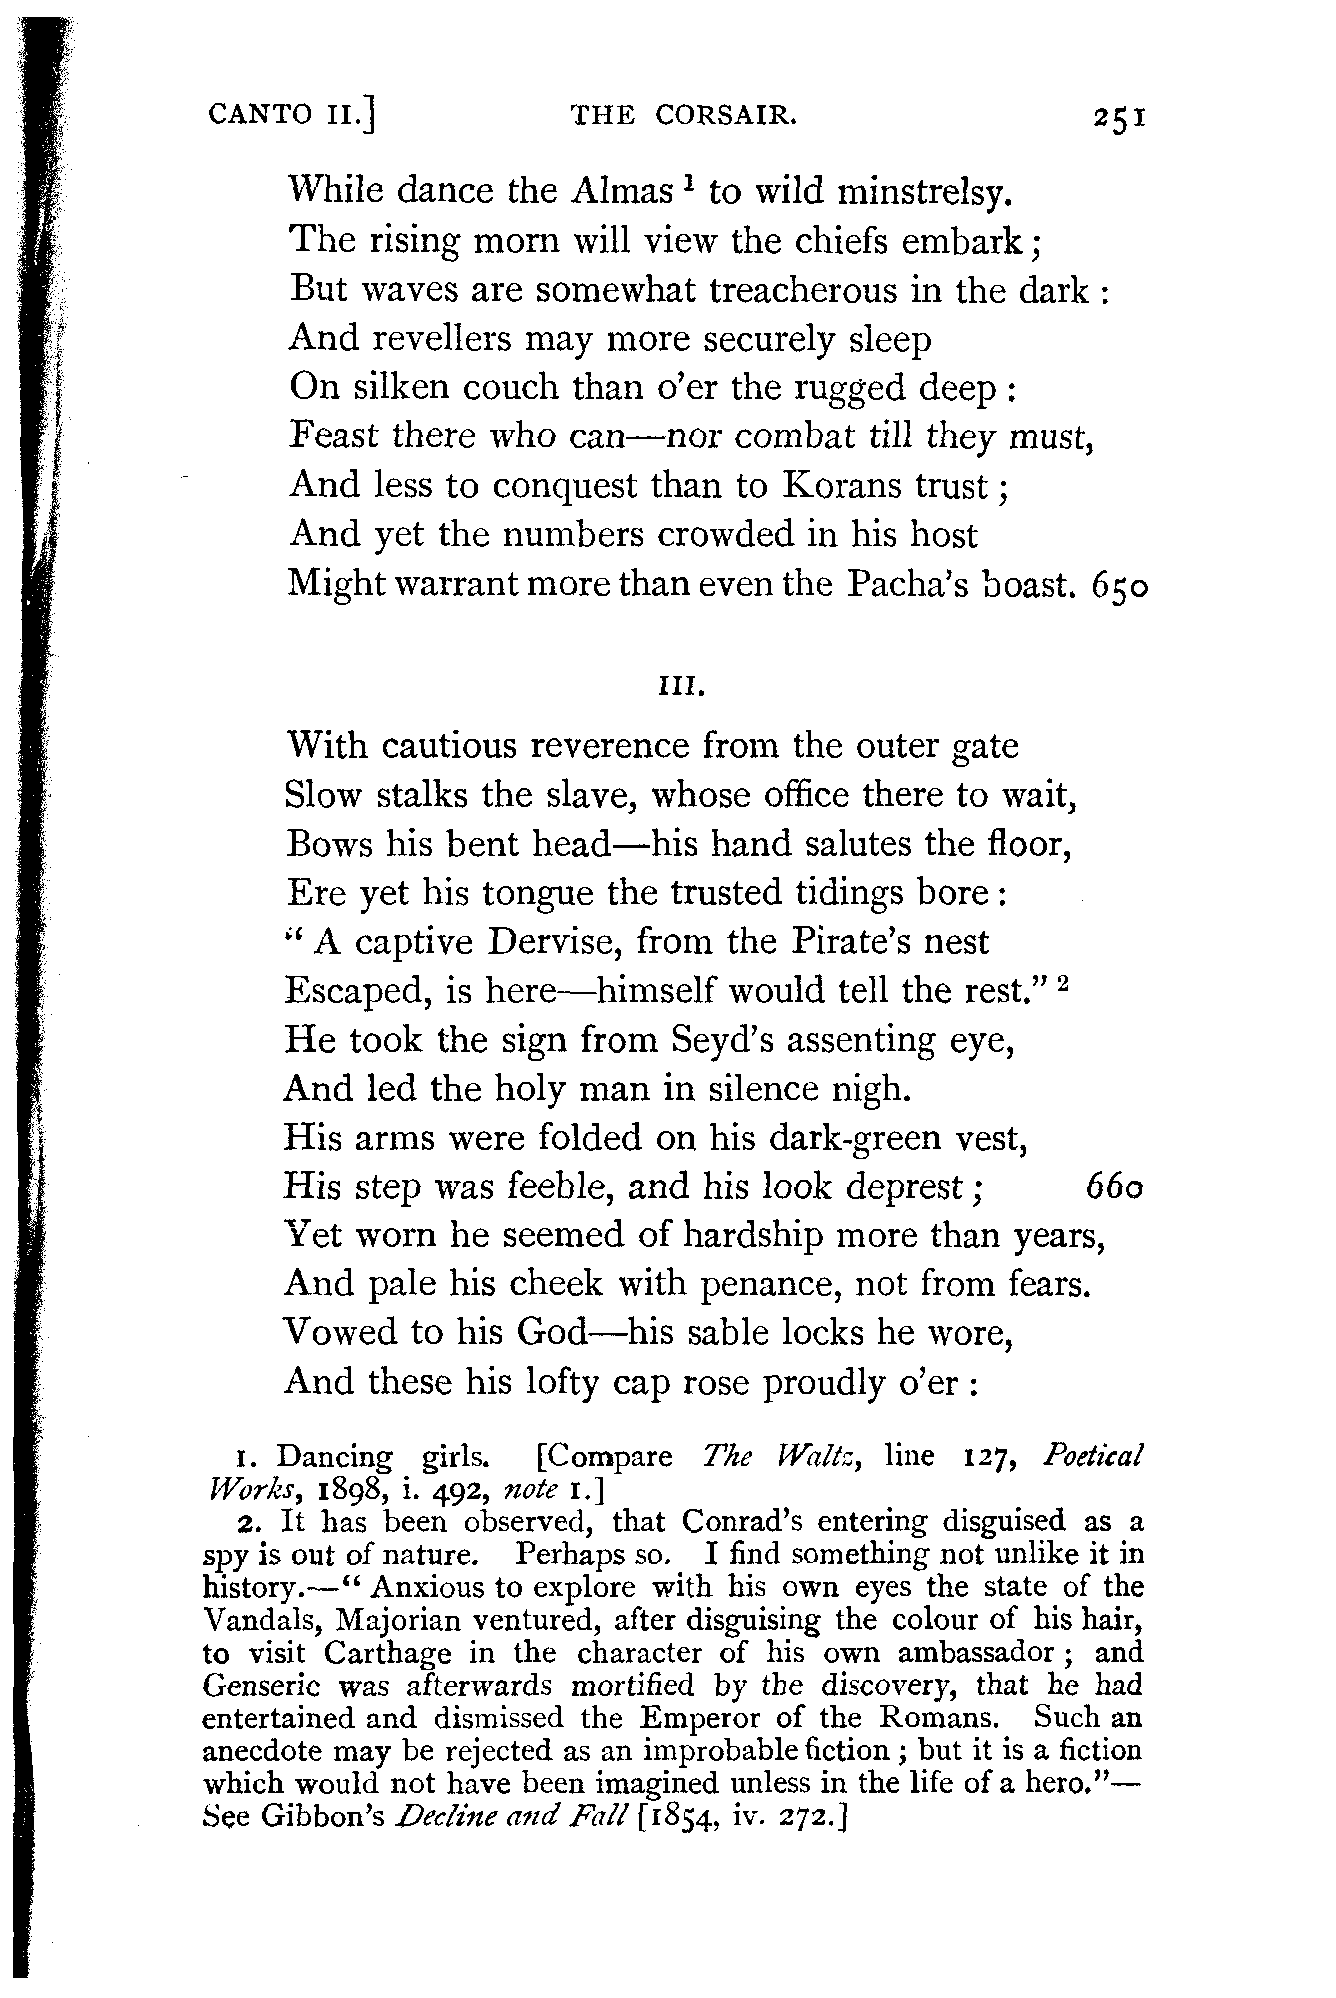 CANTO II.] THE CORSAIR. 251
While dance the Almas ¹ to wild minstrelsy.
The rising morn will view the chiefs embark;
But waves are somewhat treacherous in the dark :
And revellers may more securely sleep
On silken couch than o'er the rugged deep :
Feast there who can—nor combat till they must,
And less to conquest than to Korans trust ;
And yet the numbers crowded in his host
Might warrant more than even the Pacha's boast. 650
III.
With cautious reverence from the outer gate
Slow stalks the slave, whose office there to wait,
Bows his bent head—his hand salutes the floor,
Ere yet his tongue the trusted tidings bore :
" A captive Dervise, from the Pirate's nest
Escaped, is here—himself would tell the rest." ²
He took the sign from Seyd's assenting eye,
And led the holy man in silence nigh.
His arms were folded on his dark-green vest,
His step was feeble, and his look deprest ; 660
Yet worn he seemed of hardship more than years,
And pale his cheek with penance, not from fears.
Vowed to his God—his sable locks he wore,
And these his lofty cap rose proudly o'er :
1. Dancing girls. [Compare The Waltz, line 127, Poetical
Works, 1898, i. 492, note 1.]
2. It has been observed, that Conrad's entering disguised as a
spy is out of nature. Perhaps so. I find something not unlike it in
history.—" Anxious to explore with his own eyes the state of the
Vandals, Majorian ventured, after disguising the colour of his hair,
to visit Carthage in the character of his own ambassador ; and
Genseric was afterwards mortified by the discovery, that he had
entertained and dismissed the Emperor of the Romans. Such an
anecdote may be rejected as an improbable fiction ; but it is a fiction
which would not have been imagined unless in the life of a hero."—
See Gibbon's Decline and Fall [1854, iv. 272.]